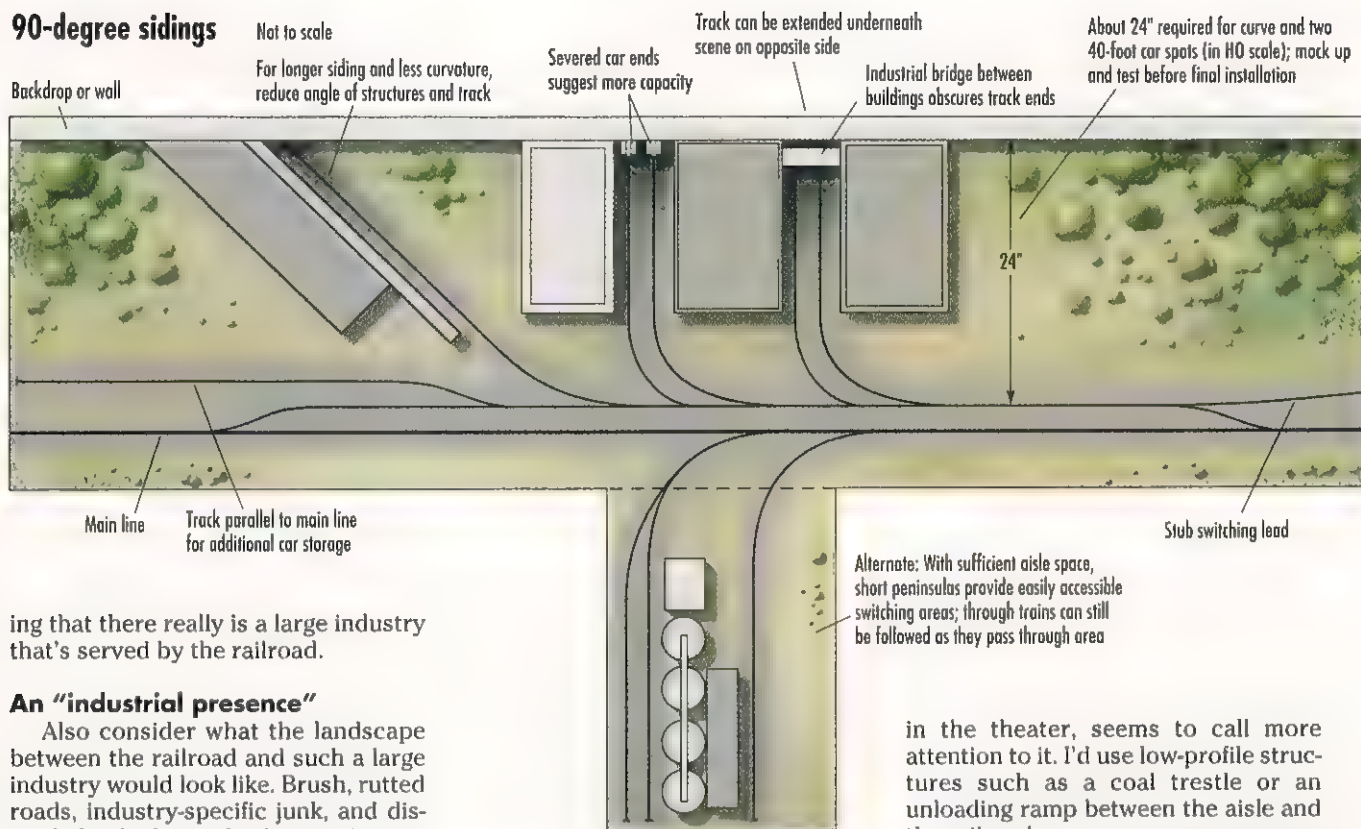 90-degree sidings
Not to scale
Backdrop or wall
For longer siding and less curvature,
reduce angle of structures and track
Severed car ends
suggest more capacity
Track can be extended underneath
scene on opposite side
Industrial bridge between
buildings obscures track ends
About 24" required for curve and two
40-foot car spots (in HO scale); mock up
and test before final installation
24"
Main line
Track parallel to main line
for additional car storage
Stub switching lead
Alternate: With sufficient aisle space,
short peninsulas provide easily accessible
switching areas; through trains can still
be followed as they pass through area
ing that there really is a large industry
that's served by the railroad.
An "industrial presence"
Also consider what the landscape
between the railroad and such a large
industry would look like. Brush, rutted
roads, industry-specific junk, and dis-
in the theater, seems to call more
attention to it. I'd use low-profile struc-
tures such as a coal trestle or an
unloading ramp between the aisle and